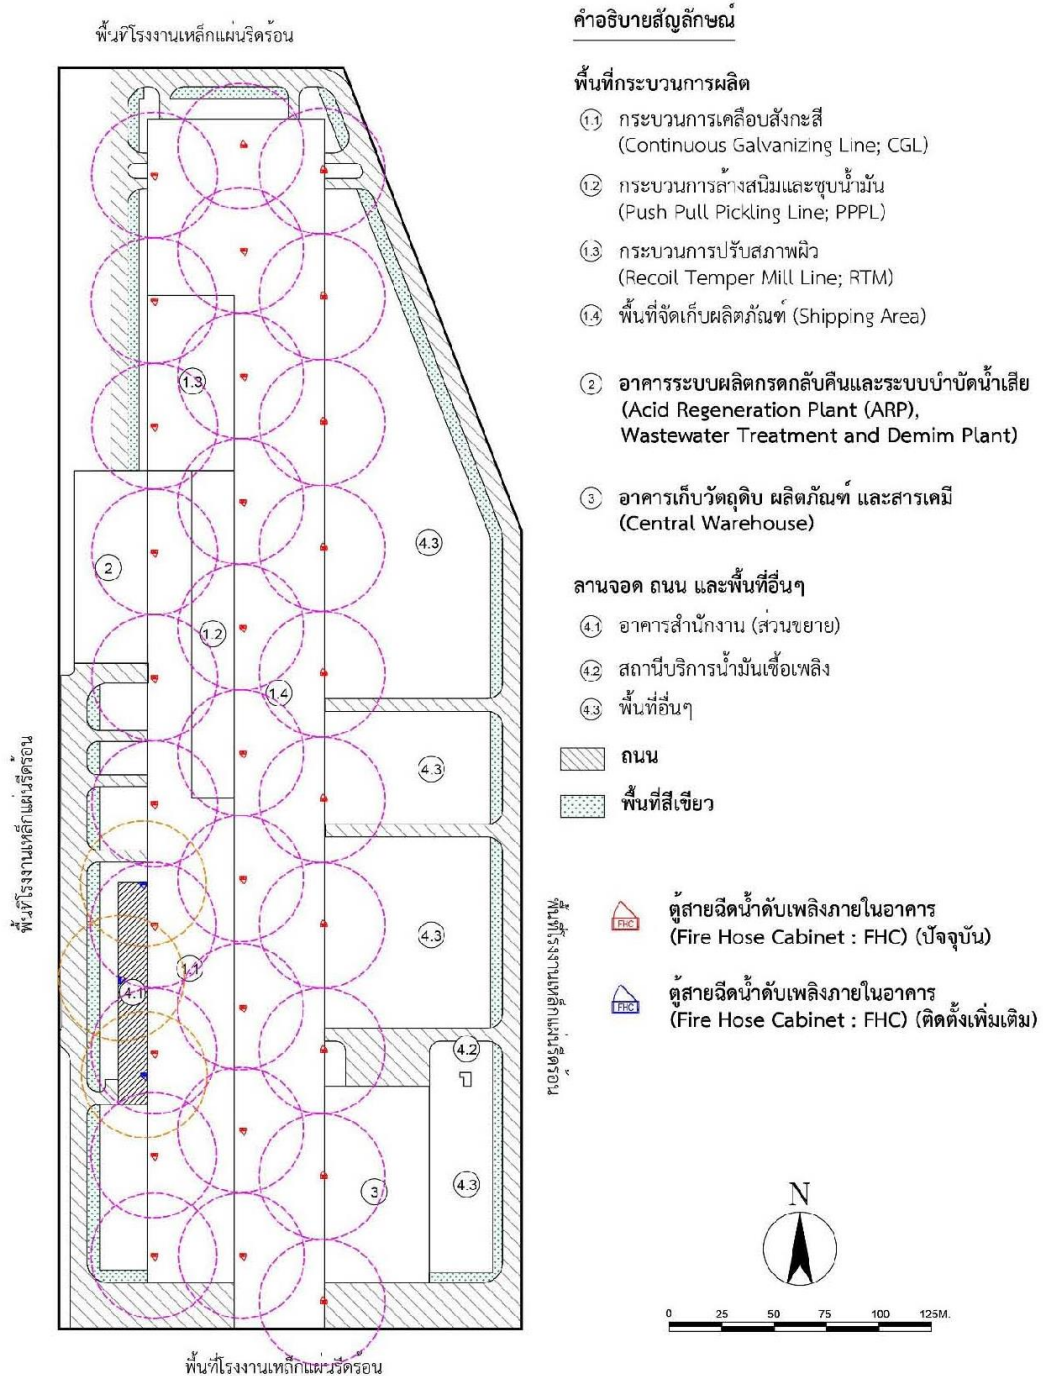 พื้นที่โรงงานเหล็กแผ่นรีดร้อน
คำอธิบายสัญลักษณ์
พื้นที่กระบวนการผลิต
1.1 กระบวนการเคลือบสังกะสี
(Continuous Galvanizing Line; CGL)
1.2 กระบวนการล้างสนิมและชุบน้ำมัน
(Push Pull Pickling Line; PPPL)
1.3 กระบวนการปรับสภาพผิว
(Recoil Temper Mill Line; RTM)
1.4 พื้นที่จัดเก็บผลิตภัณฑ์ (Shipping Area)
2 อาคารระบบผลิตกรดกลับคืนและระบบบำบัดน้ำเสีย
(Acid Regeneration Plant (ARP),
Wastewater Treatment and Demim Plant)
3 อาคารเก็บวัตถุดิบ ผลิตภัณฑ์ และสารเคมี
(Central Warehouse)
ลานจอด ถนน และพื้นที่อื่นๆ
4.1 อาคารสำนักงาน (ส่วนขยาย)
4.2 สถานีบริการน้ำมันเชื้อเพลิง
4.3 พื้นที่อื่นๆ
ถนน
พื้นที่สีเขียว
FHC ตู้สายฉีดน้ำดับเพลิงภายในอาคาร
(Fire Hose Cabinet : FHC) (ปัจจุบัน)
FHC ตู้สายฉีดน้ำดับเพลิงภายในอาคาร
(Fire Hose Cabinet : FHC) (ติดตั้งเพิ่มเติม)
N
0 25 50 75 100 125M.
1.3
4.3
2
1.2
1.4
4.3
4.3
1.1
4.1
4.2
3
4.3
พื้นที่โรงงานเหล็กแผ่นรีดร้อน
พื้นที่โรงงานเหล็กแผ่นรีดร้อน
พื้นที่โรงงานเหล็กแผ่นรีดร้อน